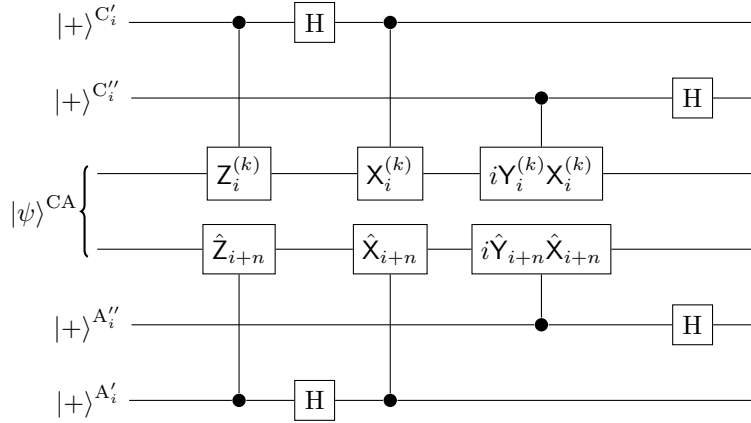 |+⟩^{C′_i} H
|+⟩^{C″_i} H
Z_i^{(k)} X_i^{(k)} iY_i^{(k)}X_i^{(k)}
|ψ⟩^{CA}
Ẑ_{i+n} X̂_{i+n} iŶ_{i+n}X̂_{i+n}
|+⟩^{A″_i} H
|+⟩^{A′_i} H